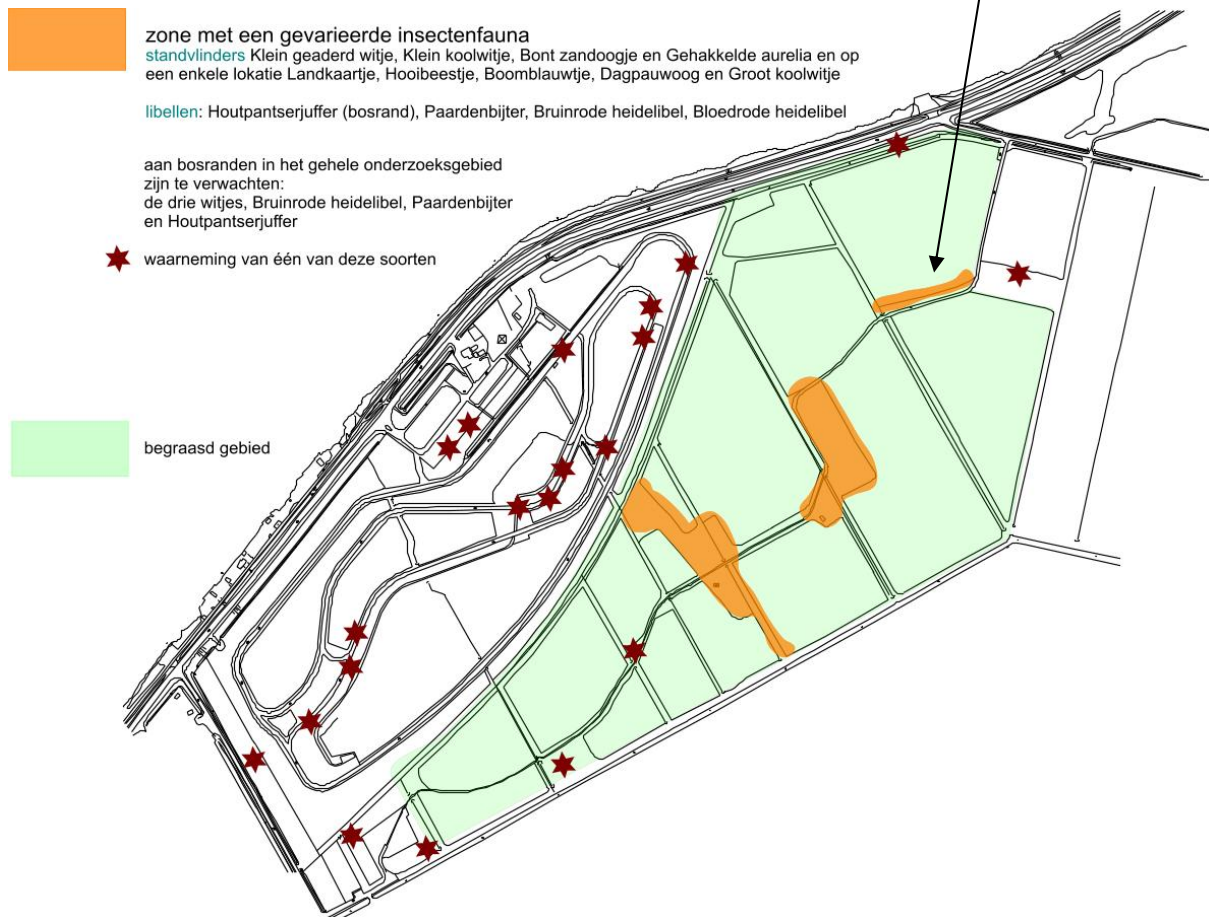 zone met een gevarieerde insectenfauna
standvlinders Klein geaderd witje, Klein koolwitje, Bont zandoogje en Gehakkelde aurelia en op
een enkele lokatie Landkaartje, Hooibeestje, Boomblauwtje, Dagpauwoog en Groot koolwitje
libellen: Houtpantserjuffer (bosrand), Paardenbijter, Bruinrode heidelibel, Bloedrode heidelibel
aan bosranden in het gehele onderzoeksgebied
zijn te verwachten:
de drie witjes, Bruinrode heidelibel, Paardenbijter
en Houtpantserjuffer
waarneming van één van deze soorten
begraasd gebied